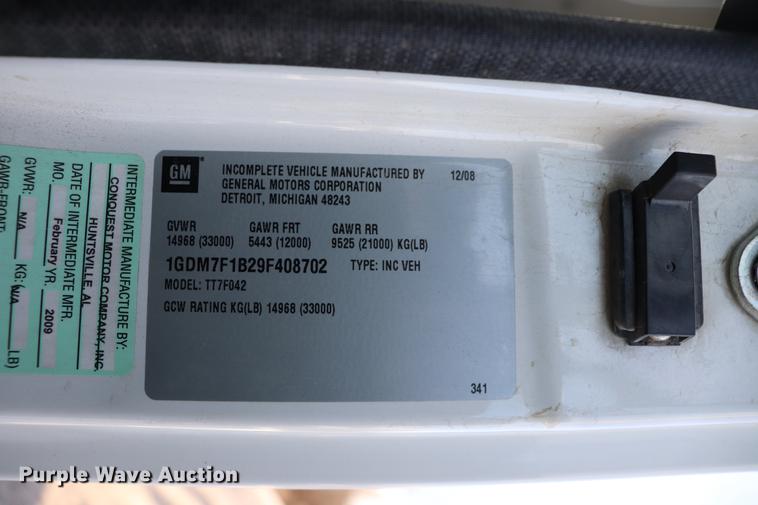 INTERMEDIATE MANUFACTURE BY:
CONQUEST MOTOR COMPANY, INC.
HUNTSVILLE, AL
DATE OF INTERMEDIATE MFR.
MO. February YR. 2009
GVWR: N/A KG: N/A LB)
GAWR-FRONT:
GM
INCOMPLETE VEHICLE MANUFACTURED BY 12/08
GENERAL MOTORS CORPORATION
DETROIT, MICHIGAN 48243
GVWR GAWR FRT GAWR RR
14968 (33000) 5443 (12000) 9525 (21000) KG(LB)
1GDM7F1B29F408702 TYPE: INC VEH
MODEL: TT7F042
GCW RATING KG(LB) 14968 (33000)
341
Purple Wave Auction